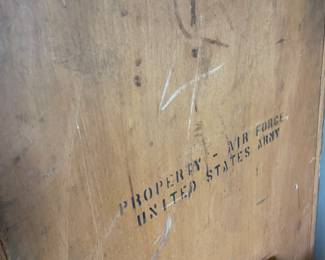 PROPERTY - AIR FORCE,
UNITED STATES ARMY